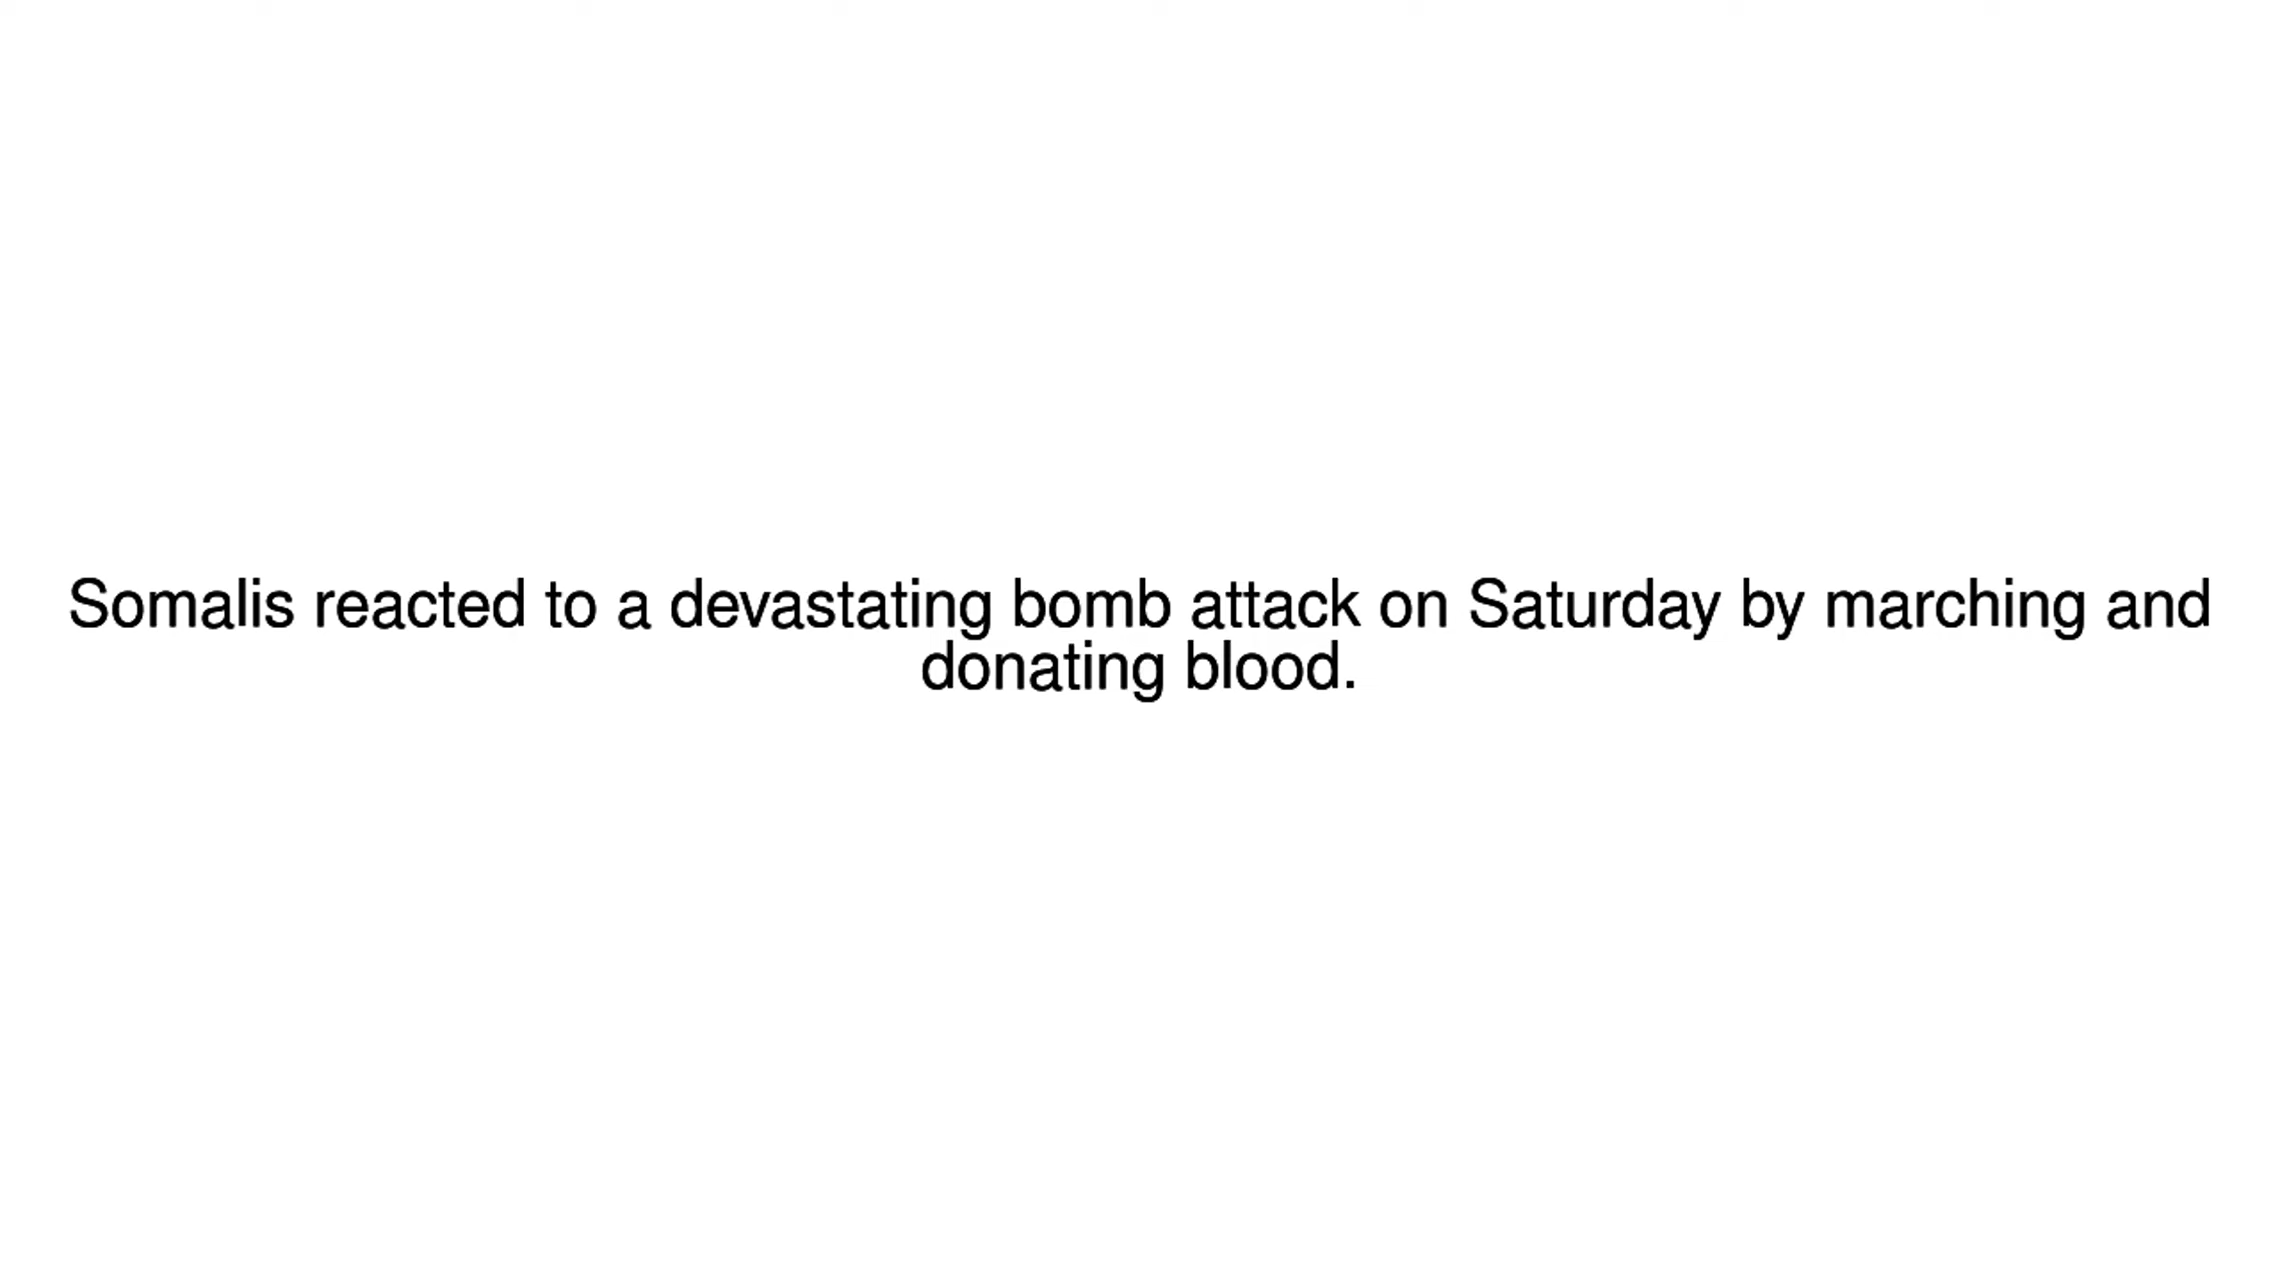 Somalis reacted to a devastating bomb attack on Saturday by marching and
donating blood.